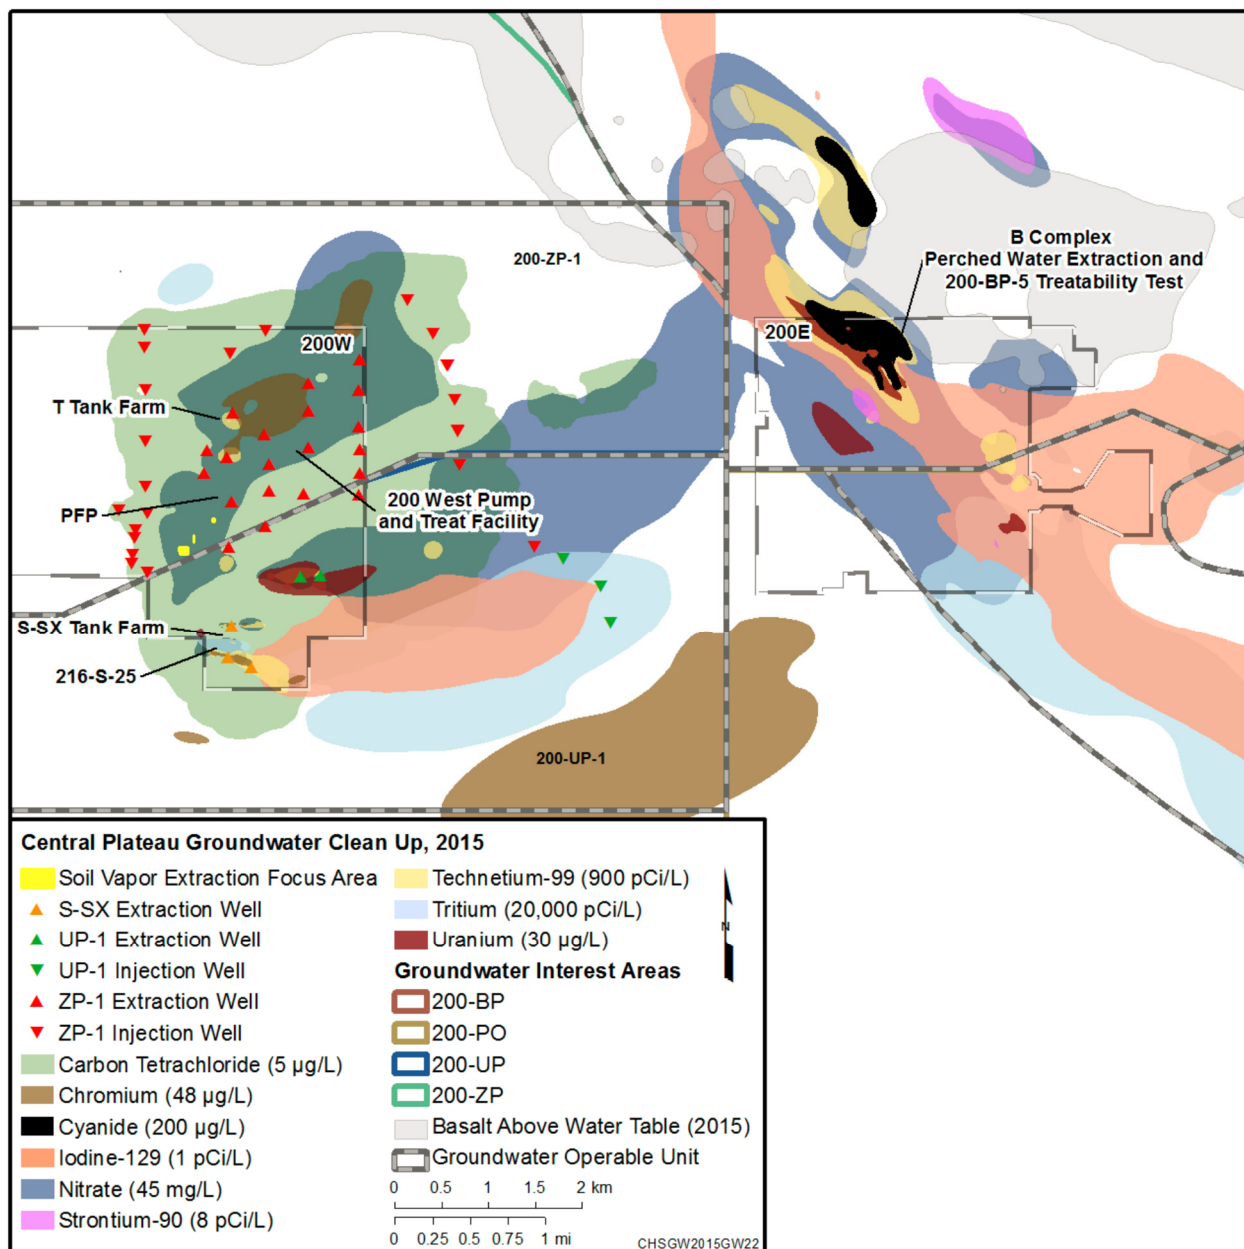 B Complex
Perched Water Extraction and
200-BP-5 Treatability Test
200-ZP-1
200W
200E
T Tank Farm
PFP
200 West Pump
and Treat Facility
S-SX Tank Farm
216-S-25
200-UP-1
Central Plateau Groundwater Clean Up, 2015
Soil Vapor Extraction Focus Area
S-SX Extraction Well
UP-1 Extraction Well
UP-1 Injection Well
ZP-1 Extraction Well
ZP-1 Injection Well
Carbon Tetrachloride (5 µg/L)
Chromium (48 µg/L)
Cyanide (200 µg/L)
Iodine-129 (1 pCi/L)
Nitrate (45 mg/L)
Strontium-90 (8 pCi/L)
Technetium-99 (900 pCi/L)
Tritium (20,000 pCi/L)
Uranium (30 µg/L)
Groundwater Interest Areas
200-BP
200-PO
200-UP
200-ZP
Basalt Above Water Table (2015)
Groundwater Operable Unit
0 0.5 1 1.5 2 km
0 0.25 0.5 0.75 1 mi
N
CHSGW2015GW22